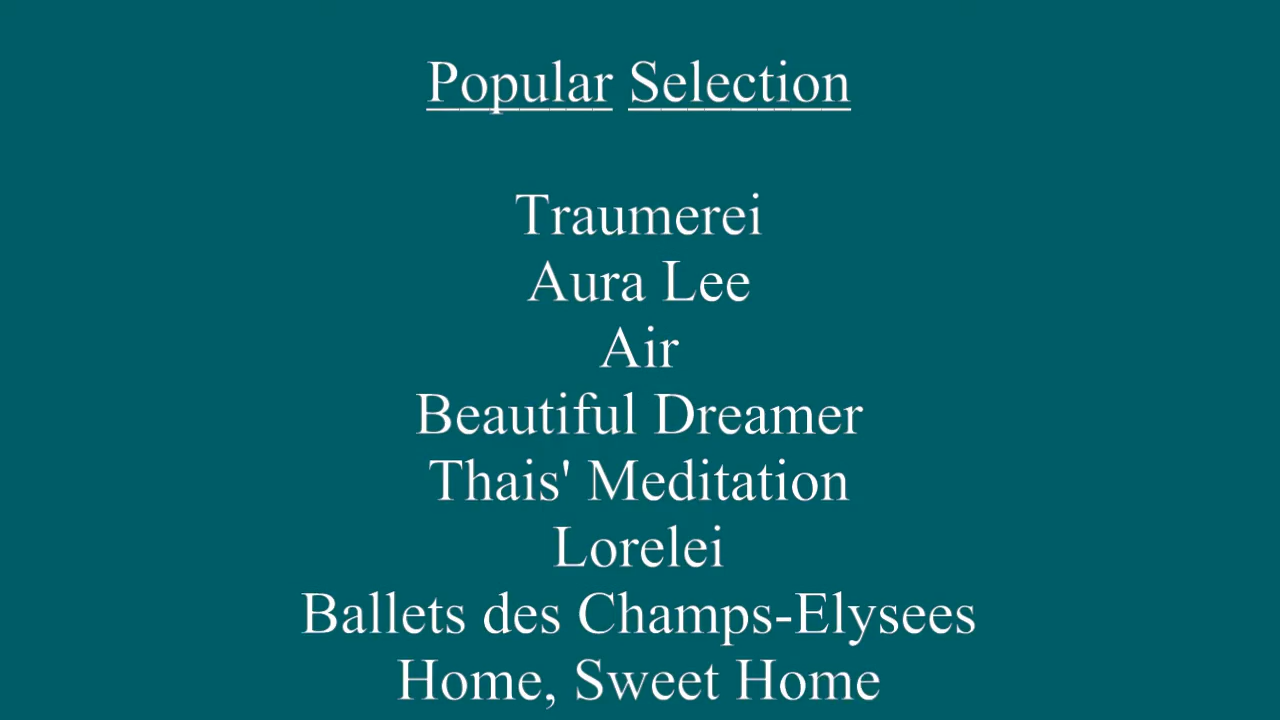 Popular Selection
Traumerei
Aura Lee
Air
Beautiful Dreamer
Thais' Meditation
Lorelei
Ballets des Champs-Elysees
Home, Sweet Home